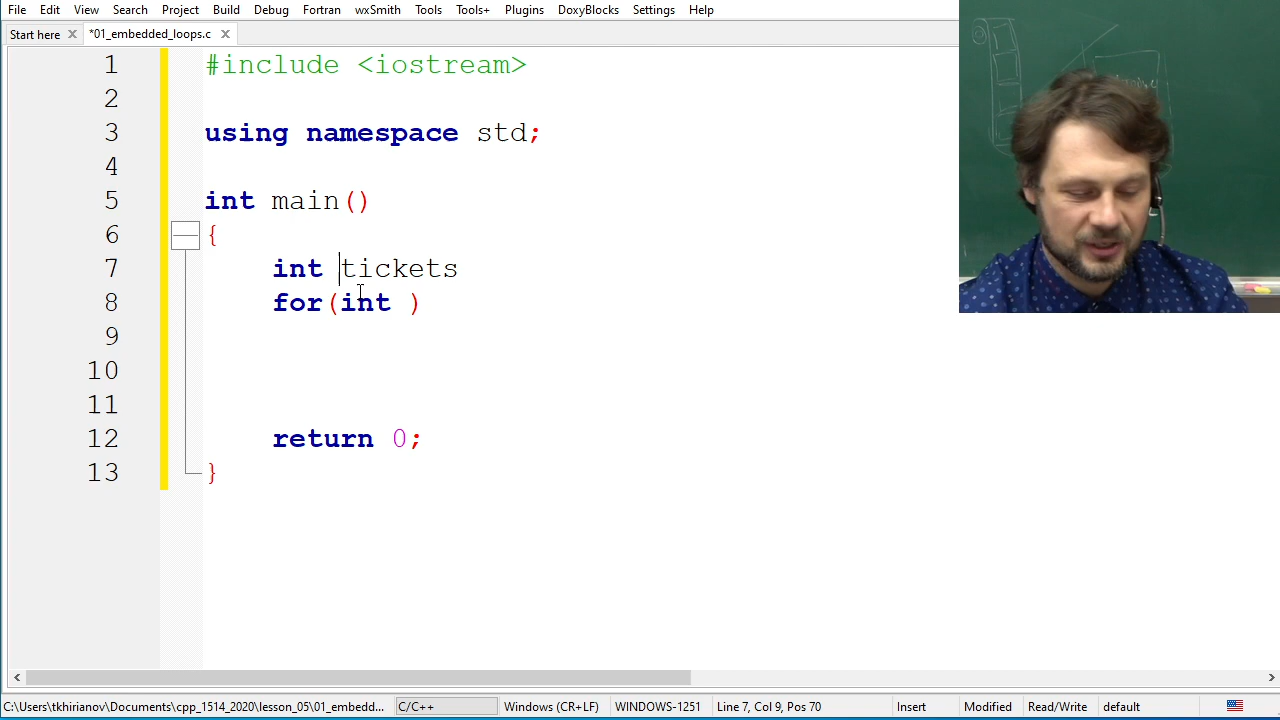 File Edit View Search Project Build Debug Fortran wxSmith Tools Tools+ Plugins DoxyBlocks Settings Help
Start here *01_embedded_loops.c
1 #include <iostream>
2
3 using namespace std;
4
5 int main()
6 {
7 int tickets
8 for(int )
9
10
11
12 return 0;
13 }
C:\Users\tkhirianov\Documents\cpp_1514_2020\lesson_05\01_embedd... C/C++ Windows (CR+LF) WINDOWS-1251 Line 7, Col 9, Pos 70 Insert Modified Read/Write default